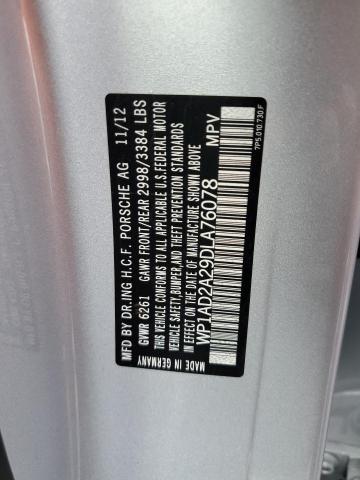 MFD BY DR.ING H.C.F. PORSCHE AG 11/12
GVWR 6261 GAWR FRONT/REAR 2998/3384 LBS
THIS VEHICLE CONFORMS TO ALL APPLICABLE U.S.FEDERAL MOTOR
VEHICLE SAFETY,BUMPER,AND THEFT PREVENTION STANDARDS
IN EFFECT ON THE DATE OF MANUFACTURE SHOWN ABOVE
WP1AD2A29DLA76078 MPV
MADE IN GERMANY
7P5.010.730.F